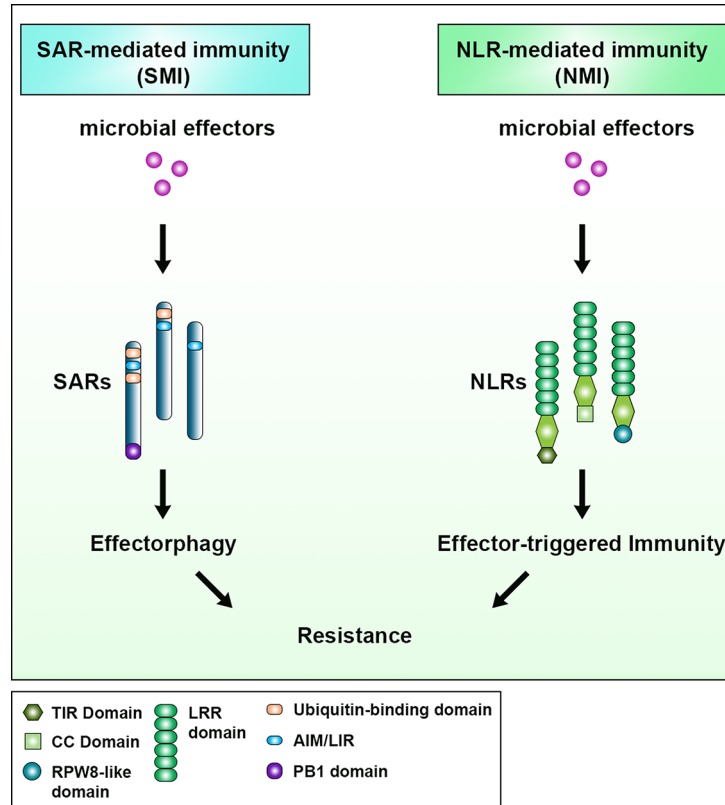 SAR-mediated immunity
(SMI)
NLR-mediated immunity
(NMI)
microbial effectors
microbial effectors
SARs
NLRs
Effectorphagy
Effector-triggered Immunity
Resistance
TIR Domain
CC Domain
RPW8-like
domain
LRR
domain
Ubiquitin-binding domain
AIM/LIR
PB1 domain